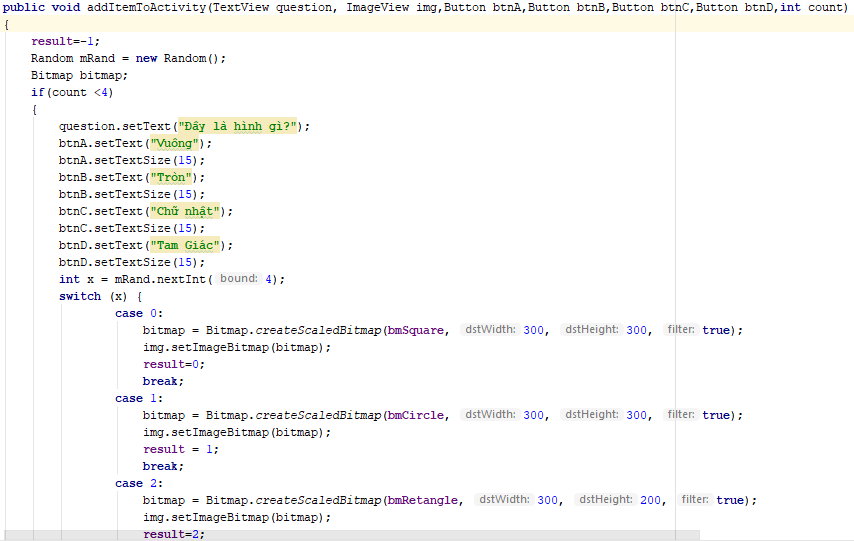 public void addItemToActivity(TextView question, ImageView img,Button btnA,Button btnB,Button btnC,Button btnD,int count)
{
result=-1;
Random mRand = new Random();
Bitmap bitmap;
if(count <4)
{
question.setText("Đây là hình gì?");
btnA.setText("Vuông");
btnA.setTextSize(15);
btnB.setText("Tròn");
btnB.setTextSize(15);
btnC.setText("Chữ nhật");
btnC.setTextSize(15);
btnD.setText("Tam Giác");
btnD.setTextSize(15);
int x = mRand.nextInt( bound: 4);
switch (x) {
case 0:
bitmap = Bitmap.createScaledBitmap(bmSquare, dstWidth: 300, dstHeight: 300, filter: true);
img.setImageBitmap(bitmap);
result=0;
break;
case 1:
bitmap = Bitmap.createScaledBitmap(bmCircle, dstWidth: 300, dstHeight: 300, filter: true);
img.setImageBitmap(bitmap);
result = 1;
break;
case 2:
bitmap = Bitmap.createScaledBitmap(bmRetangle, dstWidth: 300, dstHeight: 200, filter: true);
img.setImageBitmap(bitmap);
result=2;